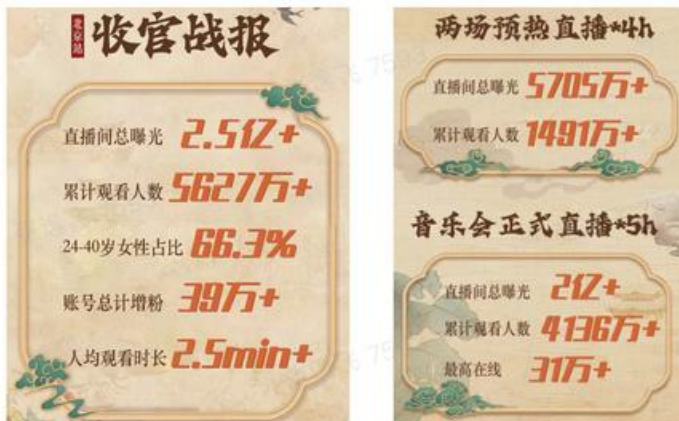 北京站
收官战报
直播间总曝光 2.5亿+
累计观看人数 5627万+
24-40岁女性占比 66.3%
账号总计增粉 39万+
人均观看时长 2.5min+
两场预热直播*4h
直播间总曝光 5705万+
累计观看人数 1491万+
音乐会正式直播*5h
直播间总曝光 2亿+
累计观看人数 4136万+
最高在线 31万+